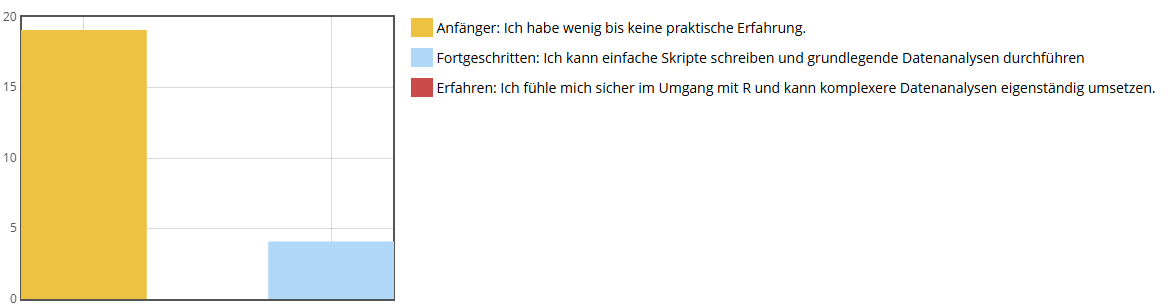 20
15
10
5
0
Anfänger: Ich habe wenig bis keine praktische Erfahrung.
Fortgeschritten: Ich kann einfache Skripte schreiben und grundlegende Datenanalysen durchführen
Erfahren: Ich fühle mich sicher im Umgang mit R und kann komplexere Datenanalysen eigenständig umsetzen.